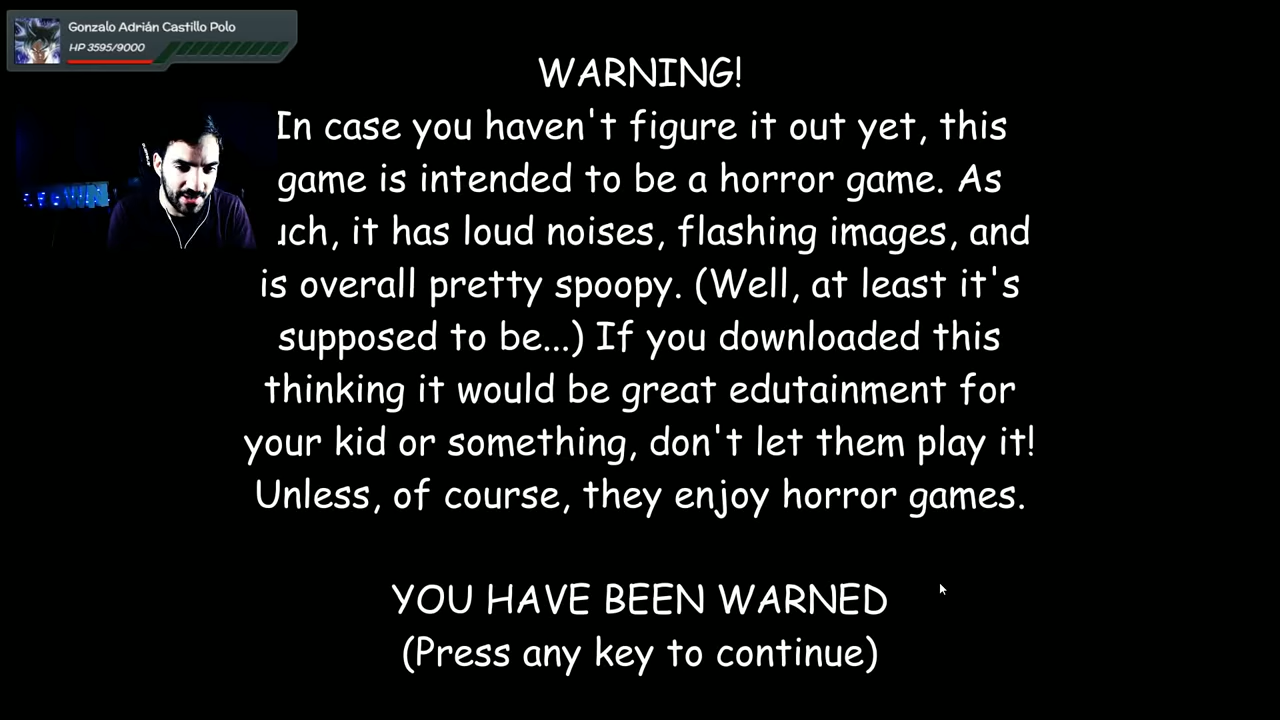 Gonzalo Adrián Castillo Polo
HP 3595/9000
WARNING!
In case you haven't figure it out yet, this
game is intended to be a horror game. As
uch, it has loud noises, flashing images, and
is overall pretty spoopy. (Well, at least it's
supposed to be...) If you downloaded this
thinking it would be great edutainment for
your kid or something, don't let them play it!
Unless, of course, they enjoy horror games.
YOU HAVE BEEN WARNED
(Press any key to continue)